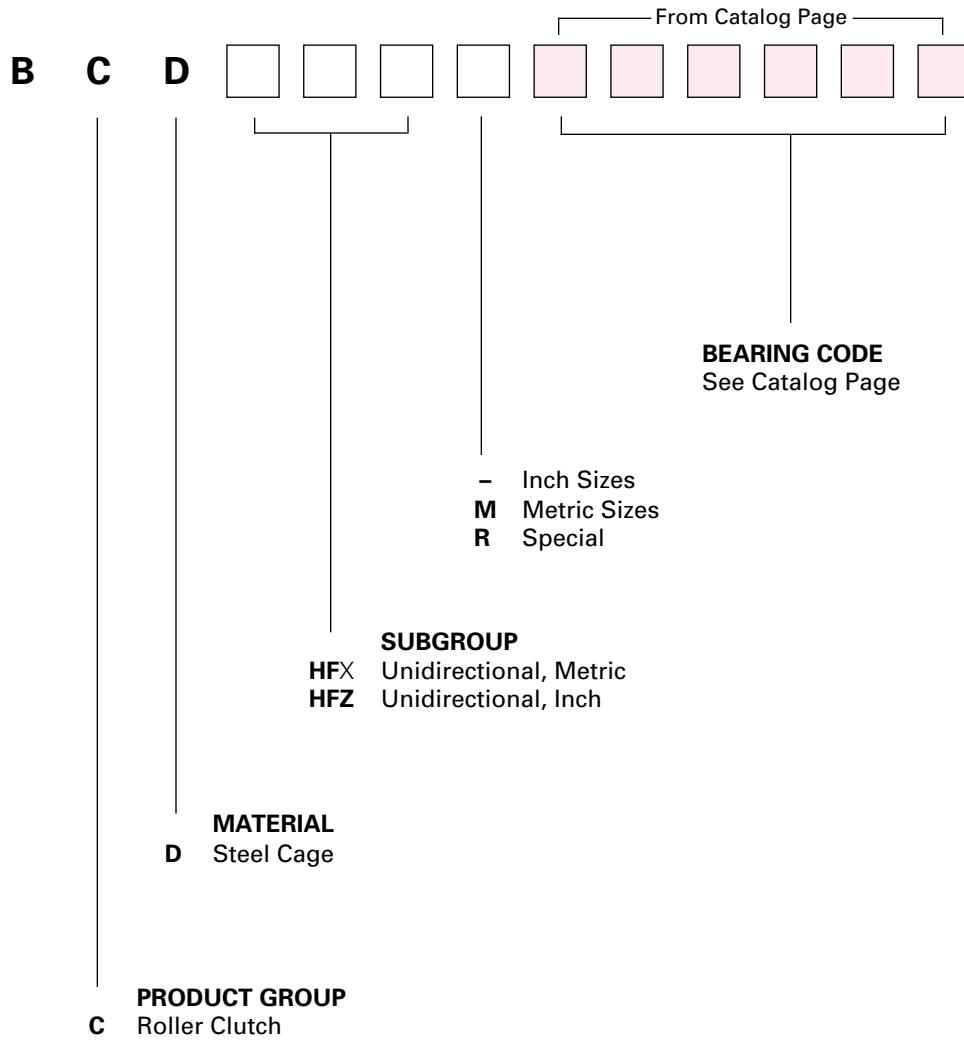 From Catalog Page
B C D
BEARING CODE
See Catalog Page
– Inch Sizes
M Metric Sizes
R Special
SUBGROUP
HFX Unidirectional, Metric
HFZ Unidirectional, Inch
MATERIAL
D Steel Cage
PRODUCT GROUP
C Roller Clutch